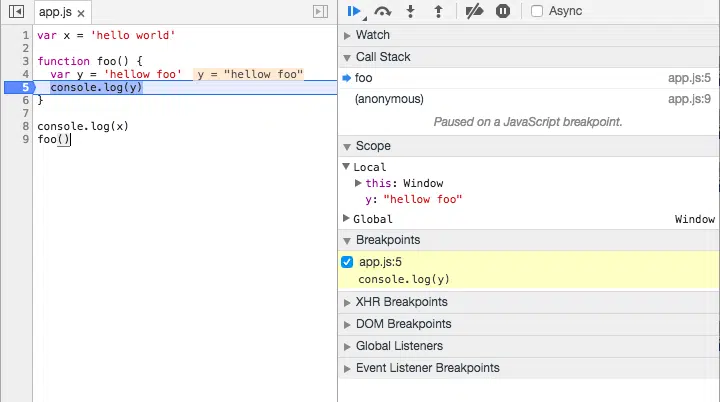 app.js ×
Async
1 var x = 'hello world'
2
3 function foo() {
4 var y = 'hellow foo' y = "hellow foo"
5 console.log(y)
6 }
7
8 console.log(x)
9 foo()
Watch
Call Stack
foo app.js:5
(anonymous) app.js:9
Paused on a JavaScript breakpoint.
Scope
Local
this: Window
y: "hellow foo"
Global Window
Breakpoints
app.js:5
console.log(y)
XHR Breakpoints
DOM Breakpoints
Global Listeners
Event Listener Breakpoints